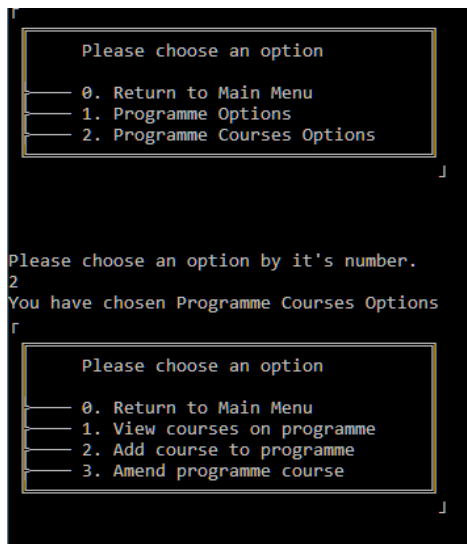 Please choose an option
0. Return to Main Menu
1. Programme Options
2. Programme Courses Options
Please choose an option by it's number.
2
You have chosen Programme Courses Options
Please choose an option
0. Return to Main Menu
1. View courses on programme
2. Add course to programme
3. Amend programme course